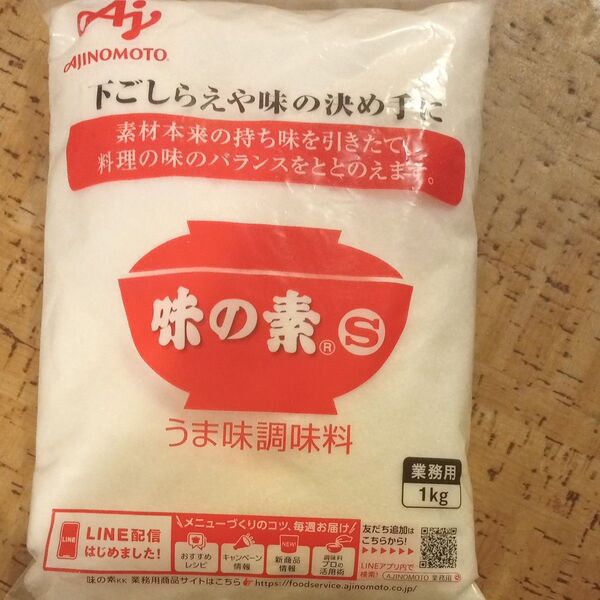 Aj
AJINOMOTO
下ごしらえや味の決め手に
素材本来の持ち味を引きたて、
料理の味のバランスをととのえます。
味の素® S
うま味調味料
業務用
1kg
LINE
LINE配信
はじめました!
メニューづくりのコツ、毎週お届け
おすすめ
レシピ
キャンペーン
情報
NEW!
新商品
情報
調味料
プロの
活用術
友だち追加は
こちらから!
LINEアプリ内で
検索!
AJINOMOTO 業務用
味の素KK 業務用商品サイトはこちら https://foodservice.ajinomoto.co.jp/